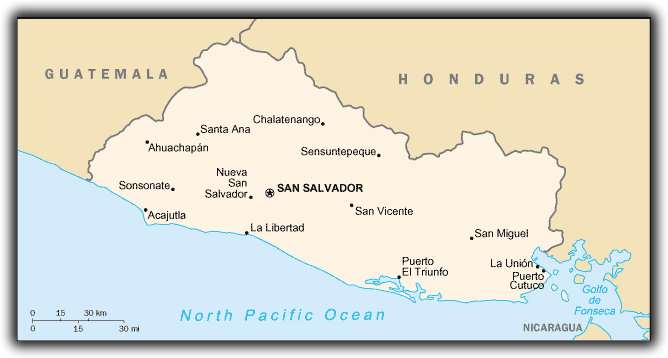 GUATEMALA
HONDURAS
Chalatenango
Santa Ana
Ahuachapán
Sensuntepeque
Nueva
San
Salvador
SAN SALVADOR
Sonsonate
Acajutla
San Vicente
La Libertad
San Miguel
La Unión
Puerto
El Triunfo
Puerto
Cutuco
Golfo
de
Fonseca
North Pacific Ocean
NICARAGUA
0 15 30 km
0 15 30 mi